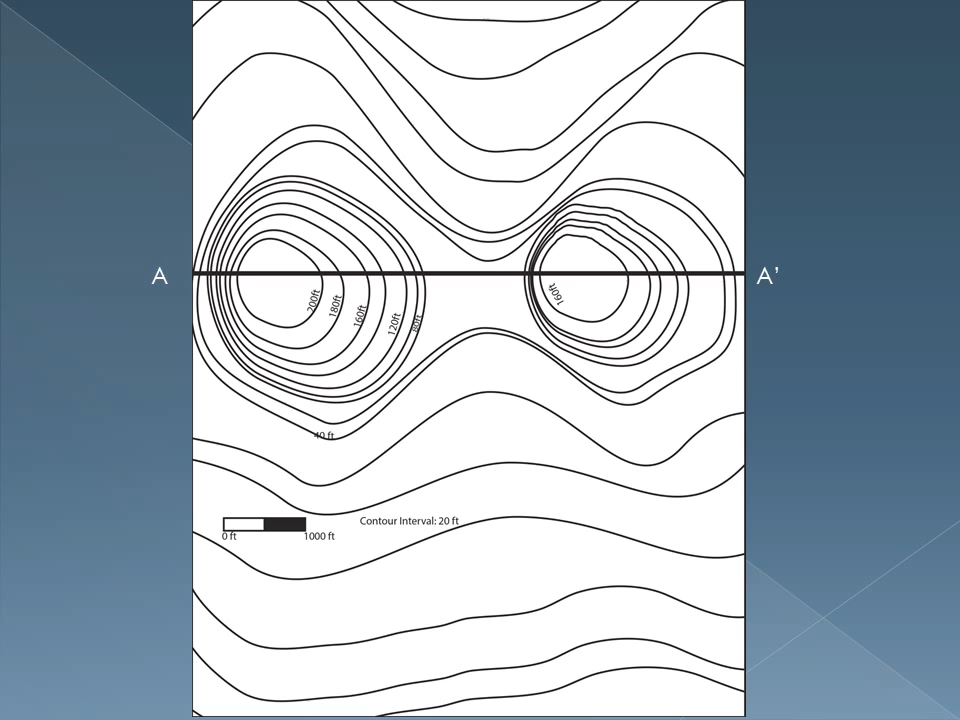 A
A’
200ft
180ft
160ft
120ft
80ft
160ft
40 ft
Contour Interval: 20 ft
0 ft
1000 ft